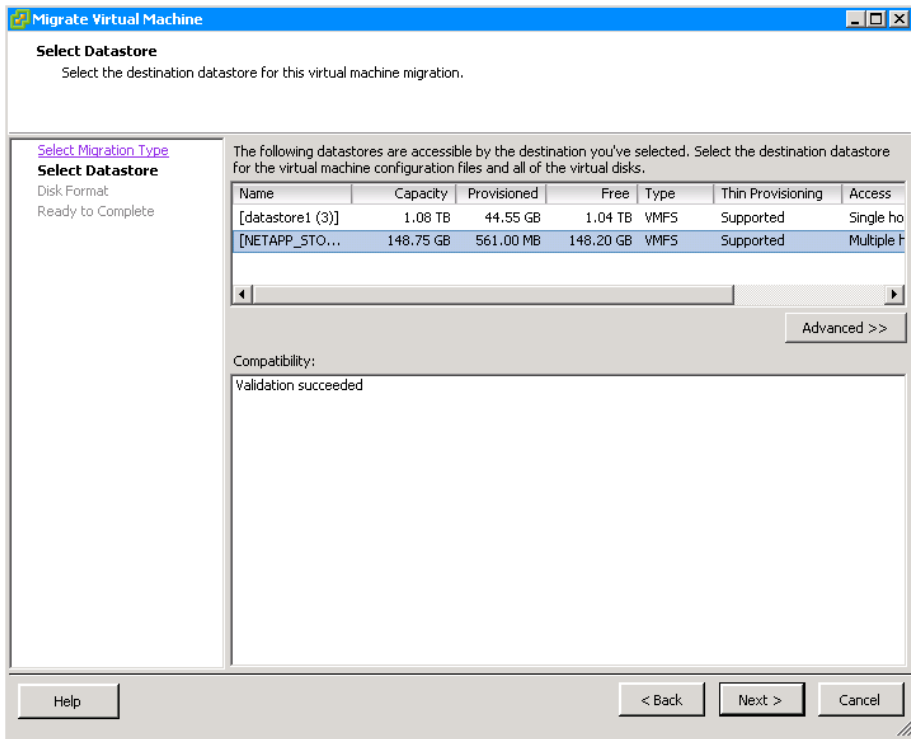 Migrate Virtual Machine
Select Datastore
Select the destination datastore for this virtual machine migration.
Select Migration Type
Select Datastore
Disk Format
Ready to Complete
The following datastores are accessible by the destination you've selected. Select the destination datastore
for the virtual machine configuration files and all of the virtual disks.
Name Capacity Provisioned Free Type Thin Provisioning Access
[datastore1 (3)] 1.08 TB 44.55 GB 1.04 TB VMFS Supported Single ho
[NETAPP_STO... 148.75 GB 561.00 MB 148.20 GB VMFS Supported Multiple h
Advanced >>
Compatibility:
Validation succeeded
Help < Back Next > Cancel